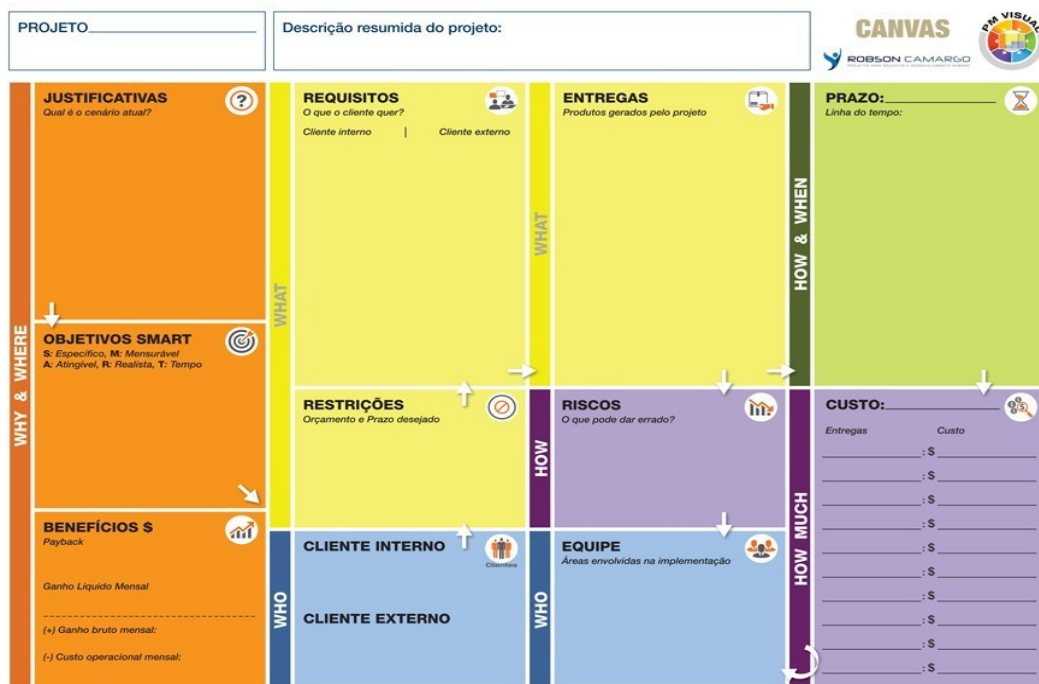 PROJETO
Descrição resumida do projeto:
CANVAS
ROBSON CAMARGO
PM VISUAL
WHY & WHERE
JUSTIFICATIVAS
Qual é o cenário atual?
OBJETIVOS SMART
S: Específico, M: Mensurável
A: Atingível, R: Realista, T: Tempo
BENEFÍCIOS $
Payback
Ganho Líquido Mensal
(+) Ganho bruto mensal:
(-) Custo operacional mensal:
WHAT
REQUISITOS
O que o cliente quer?
Cliente interno | Cliente externo
RESTRIÇÕES
Orçamento e Prazo desejado
WHO
CLIENTE INTERNO
Clientes
CLIENTE EXTERNO
WHAT
ENTREGAS
Produtos gerados pelo projeto
HOW
RISCOS
O que pode dar errado?
WHO
EQUIPE
Áreas envolvidas na implementação
HOW & WHEN
PRAZO:
Linha do tempo:
HOW MUCH
CUSTO:
Entregas Custo
: $
: $
: $
: $
: $
: $
: $
: $
: $
: $